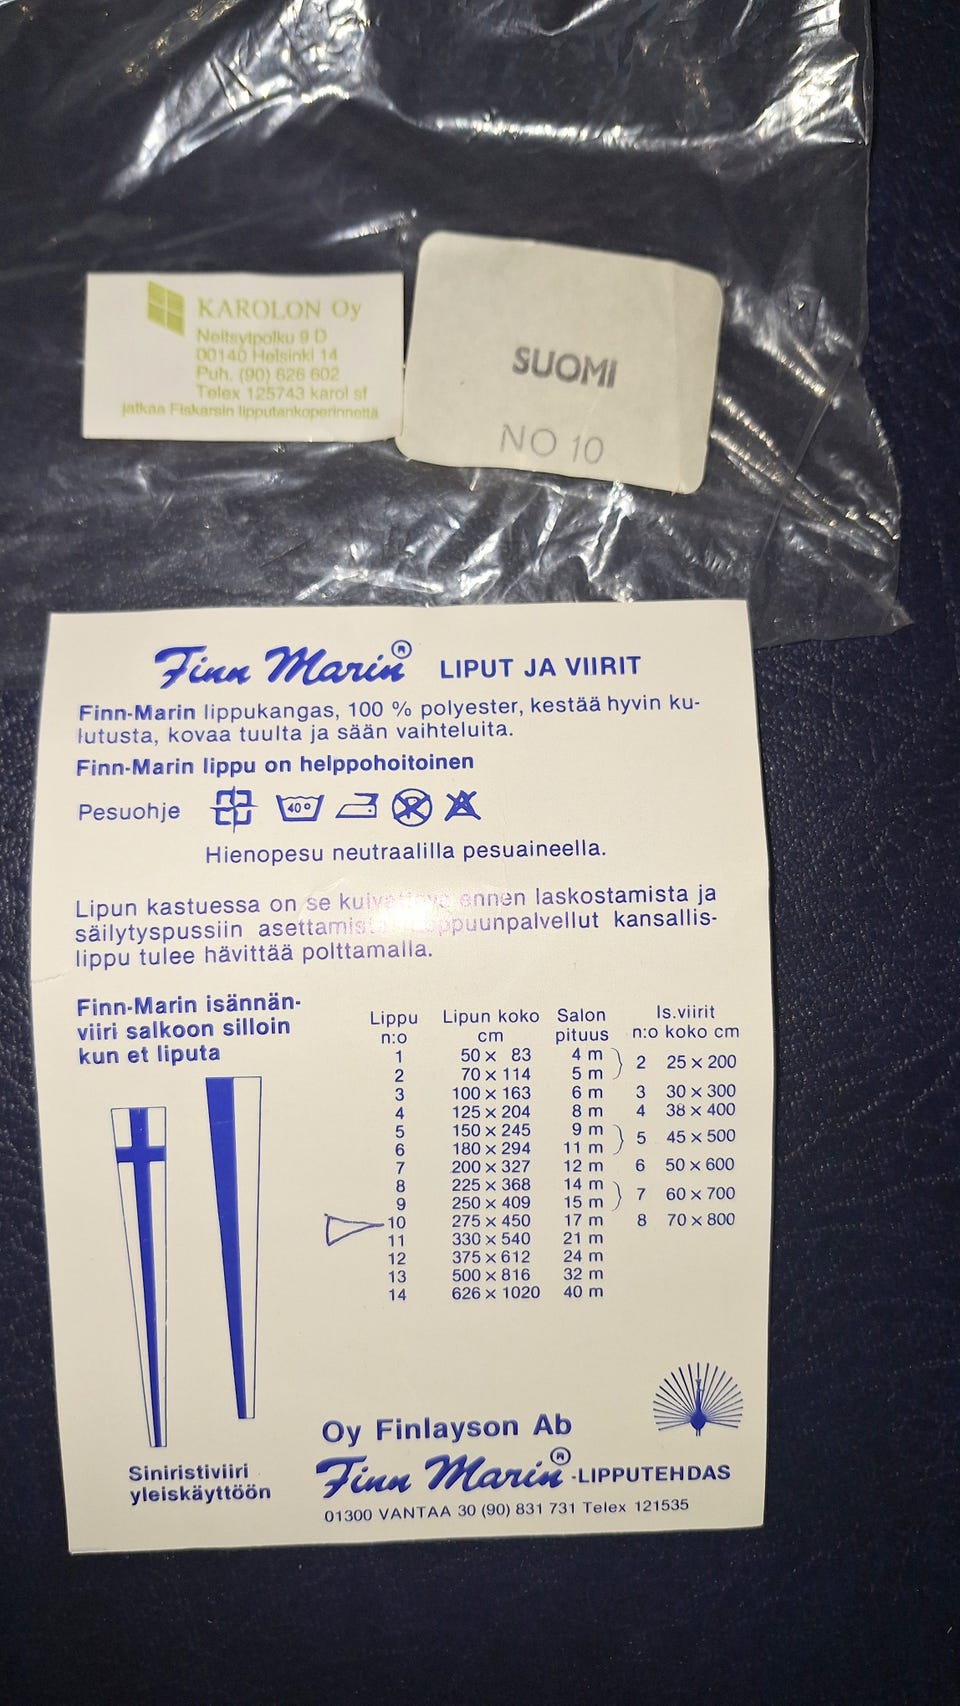 KAROLON Oy
Neitsytpolku 9 D
00140 Helsinki 14
Puh. (90) 626 602
Telex 125743 karol sf
jatkaa Fiskarsin lipputankoperinnettä
SUOMI
NO 10
Finn Marin® LIPUT JA VIIRIT
Finn-Marin lippukangas, 100 % polyester, kestää hyvin ku-
lutusta, kovaa tuulta ja sään vaihteluita.
Finn-Marin lippu on helppohoitoinen
Pesuohje 40° P A
Hienopesu neutraalilla pesuaineella.
Lipun kastuessa on se kuivattava ennen laskostamista ja
säilytyspussiin asettamista. Loppuunpalvellut kansallis-
lippu tulee hävittää polttamalla.
Finn-Marin isännän-
viiri salkoon silloin
kun et liputa
Lippu Lipun koko Salon Is.viirit
n:o cm pituus n:o koko cm
1 50 × 83 4 m
2 70 × 114 5 m } 2 25 × 200
3 100 × 163 6 m 3 30 × 300
4 125 × 204 8 m 4 38 × 400
5 150 × 245 9 m
6 180 × 294 11 m } 5 45 × 500
7 200 × 327 12 m 6 50 × 600
8 225 × 368 14 m
9 250 × 409 15 m } 7 60 × 700
10 275 × 450 17 m 8 70 × 800
11 330 × 540 21 m
12 375 × 612 24 m
13 500 × 816 32 m
14 626 × 1020 40 m
Siniristiviiri
yleiskäyttöön
Oy Finlayson Ab
Finn Marin®-LIPPUTEHDAS
01300 VANTAA 30 (90) 831 731 Telex 121535